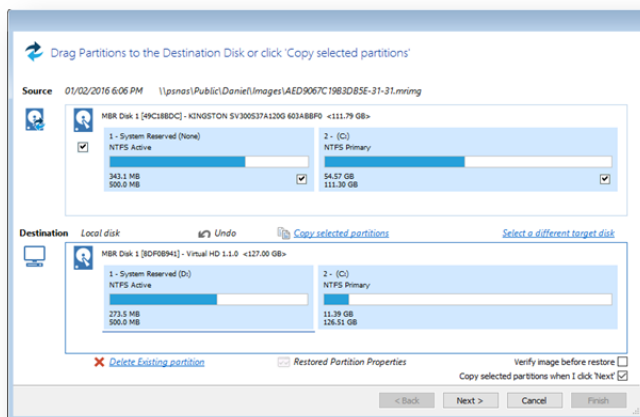 Drag Partitions to the Destination Disk or click 'Copy selected partitions'
Source 01/02/2016 6:06 PM \\psnas\Public\Daniel\Images\AED9067C19B3DB5E-31-31.mrimg
MBR Disk 1 [49C18BDC] - KINGSTON SV300S37A120G 603ABBF0 <111.79 GB>
1 - System Reserved (None)
NTFS Active
343.1 MB
500.0 MB
2 - (C:)
NTFS Primary
54.57 GB
111.30 GB
Destination Local disk Undo Copy selected partitions Select a different target disk
MBR Disk 1 [8DF0B941] - Virtual HD 1.1.0 <127.00 GB>
1 - System Reserved (D:)
NTFS Active
273.5 MB
500.0 MB
2 - (C:)
NTFS Primary
11.39 GB
126.51 GB
Delete Existing partition Restored Partition Properties Verify image before restore
Copy selected partitions when I click 'Next'
< Back Next > Cancel Finish